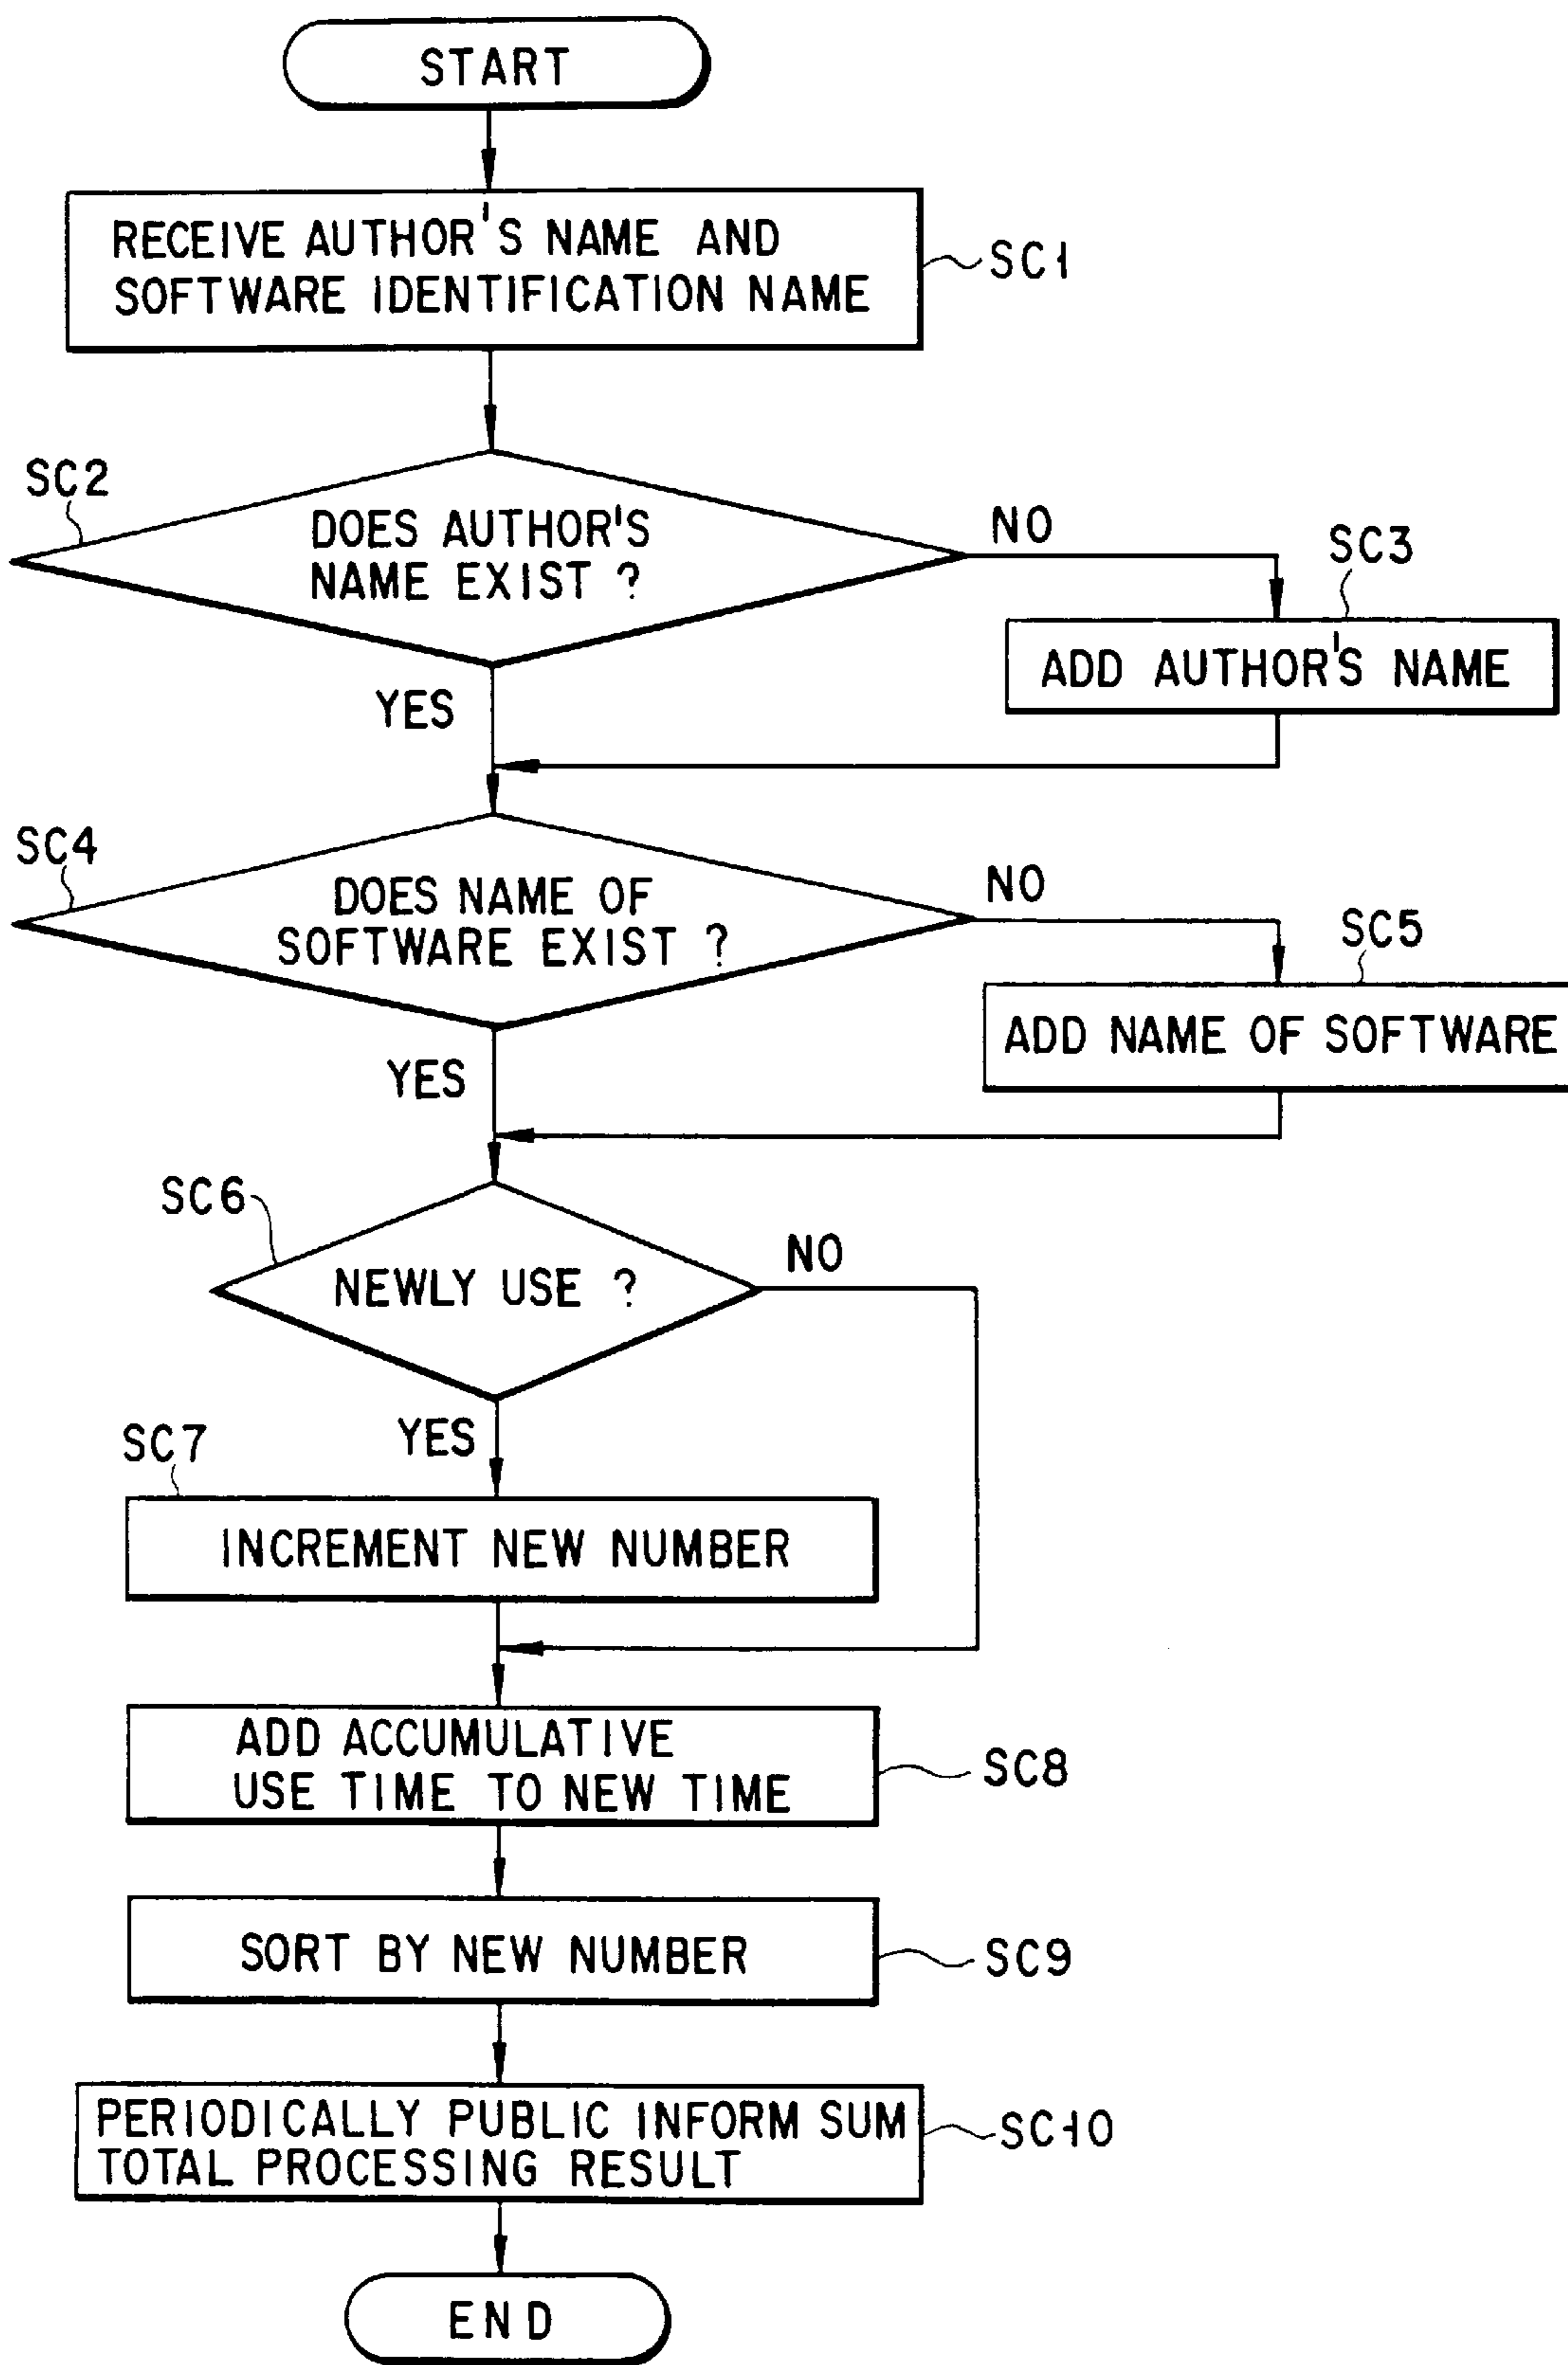 START
RECEIVE AUTHOR'S NAME AND
SOFTWARE IDENTIFICATION NAME
SC1
SC2
DOES AUTHOR'S
NAME EXIST ?
NO
SC3
ADD AUTHOR'S NAME
YES
SC4
DOES NAME OF
SOFTWARE EXIST ?
NO
SC5
ADD NAME OF SOFTWARE
YES
SC6
NEWLY USE ?
NO
YES
SC7
INCREMENT NEW NUMBER
ADD ACCUMULATIVE
USE TIME TO NEW TIME
SC8
SORT BY NEW NUMBER
SC9
PERIODICALLY PUBLIC INFORM SUM
TOTAL PROCESSING RESULT
SC10
END